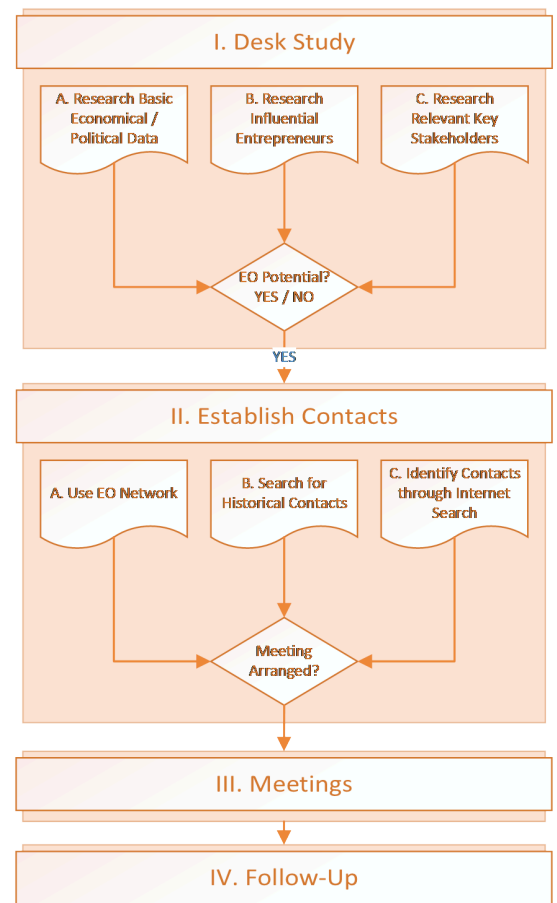 I. Desk Study
A. Research Basic
Economical /
Political Data
B. Research
Influential
Entrepreneurs
C. Research
Relevant Key
Stakeholders
EO Potential?
YES / NO
YES
II. Establish Contacts
A. Use EO Network
B. Search for
Historical Contacts
C. Identify Contacts
through Internet
Search
Meeting
Arranged?
III. Meetings
IV. Follow-Up